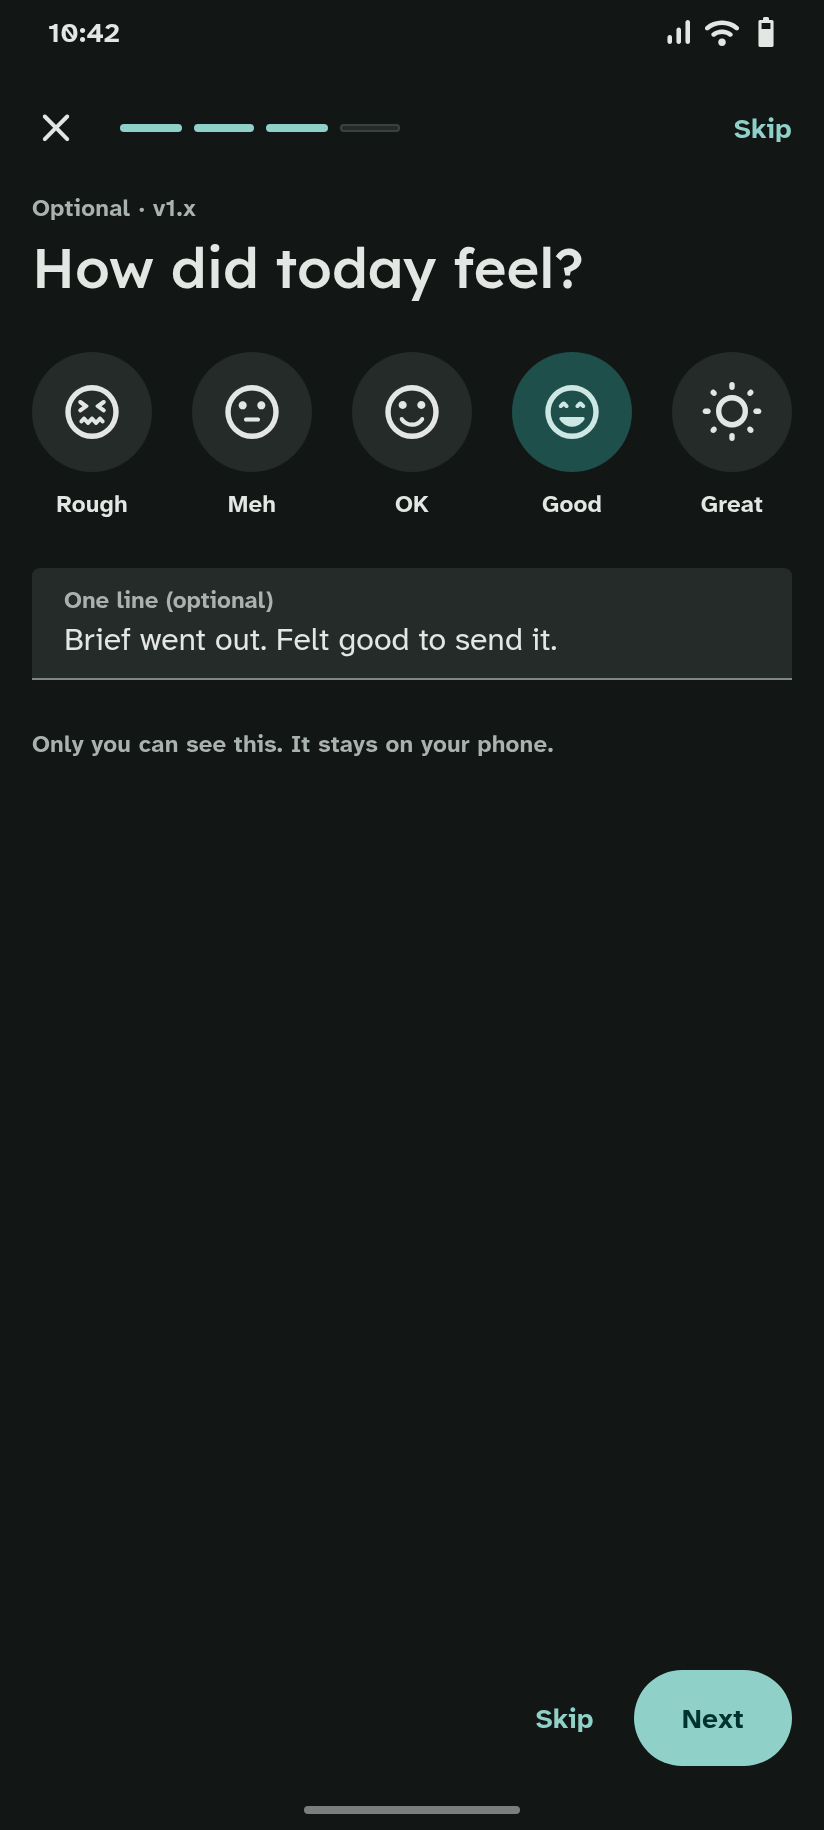 10:42
Skip
Optional · v1.x
How did today feel?
Rough Meh OK Good Great
One line (optional)
Brief went out. Felt good to send it.
Only you can see this. It stays on your phone.
Skip Next